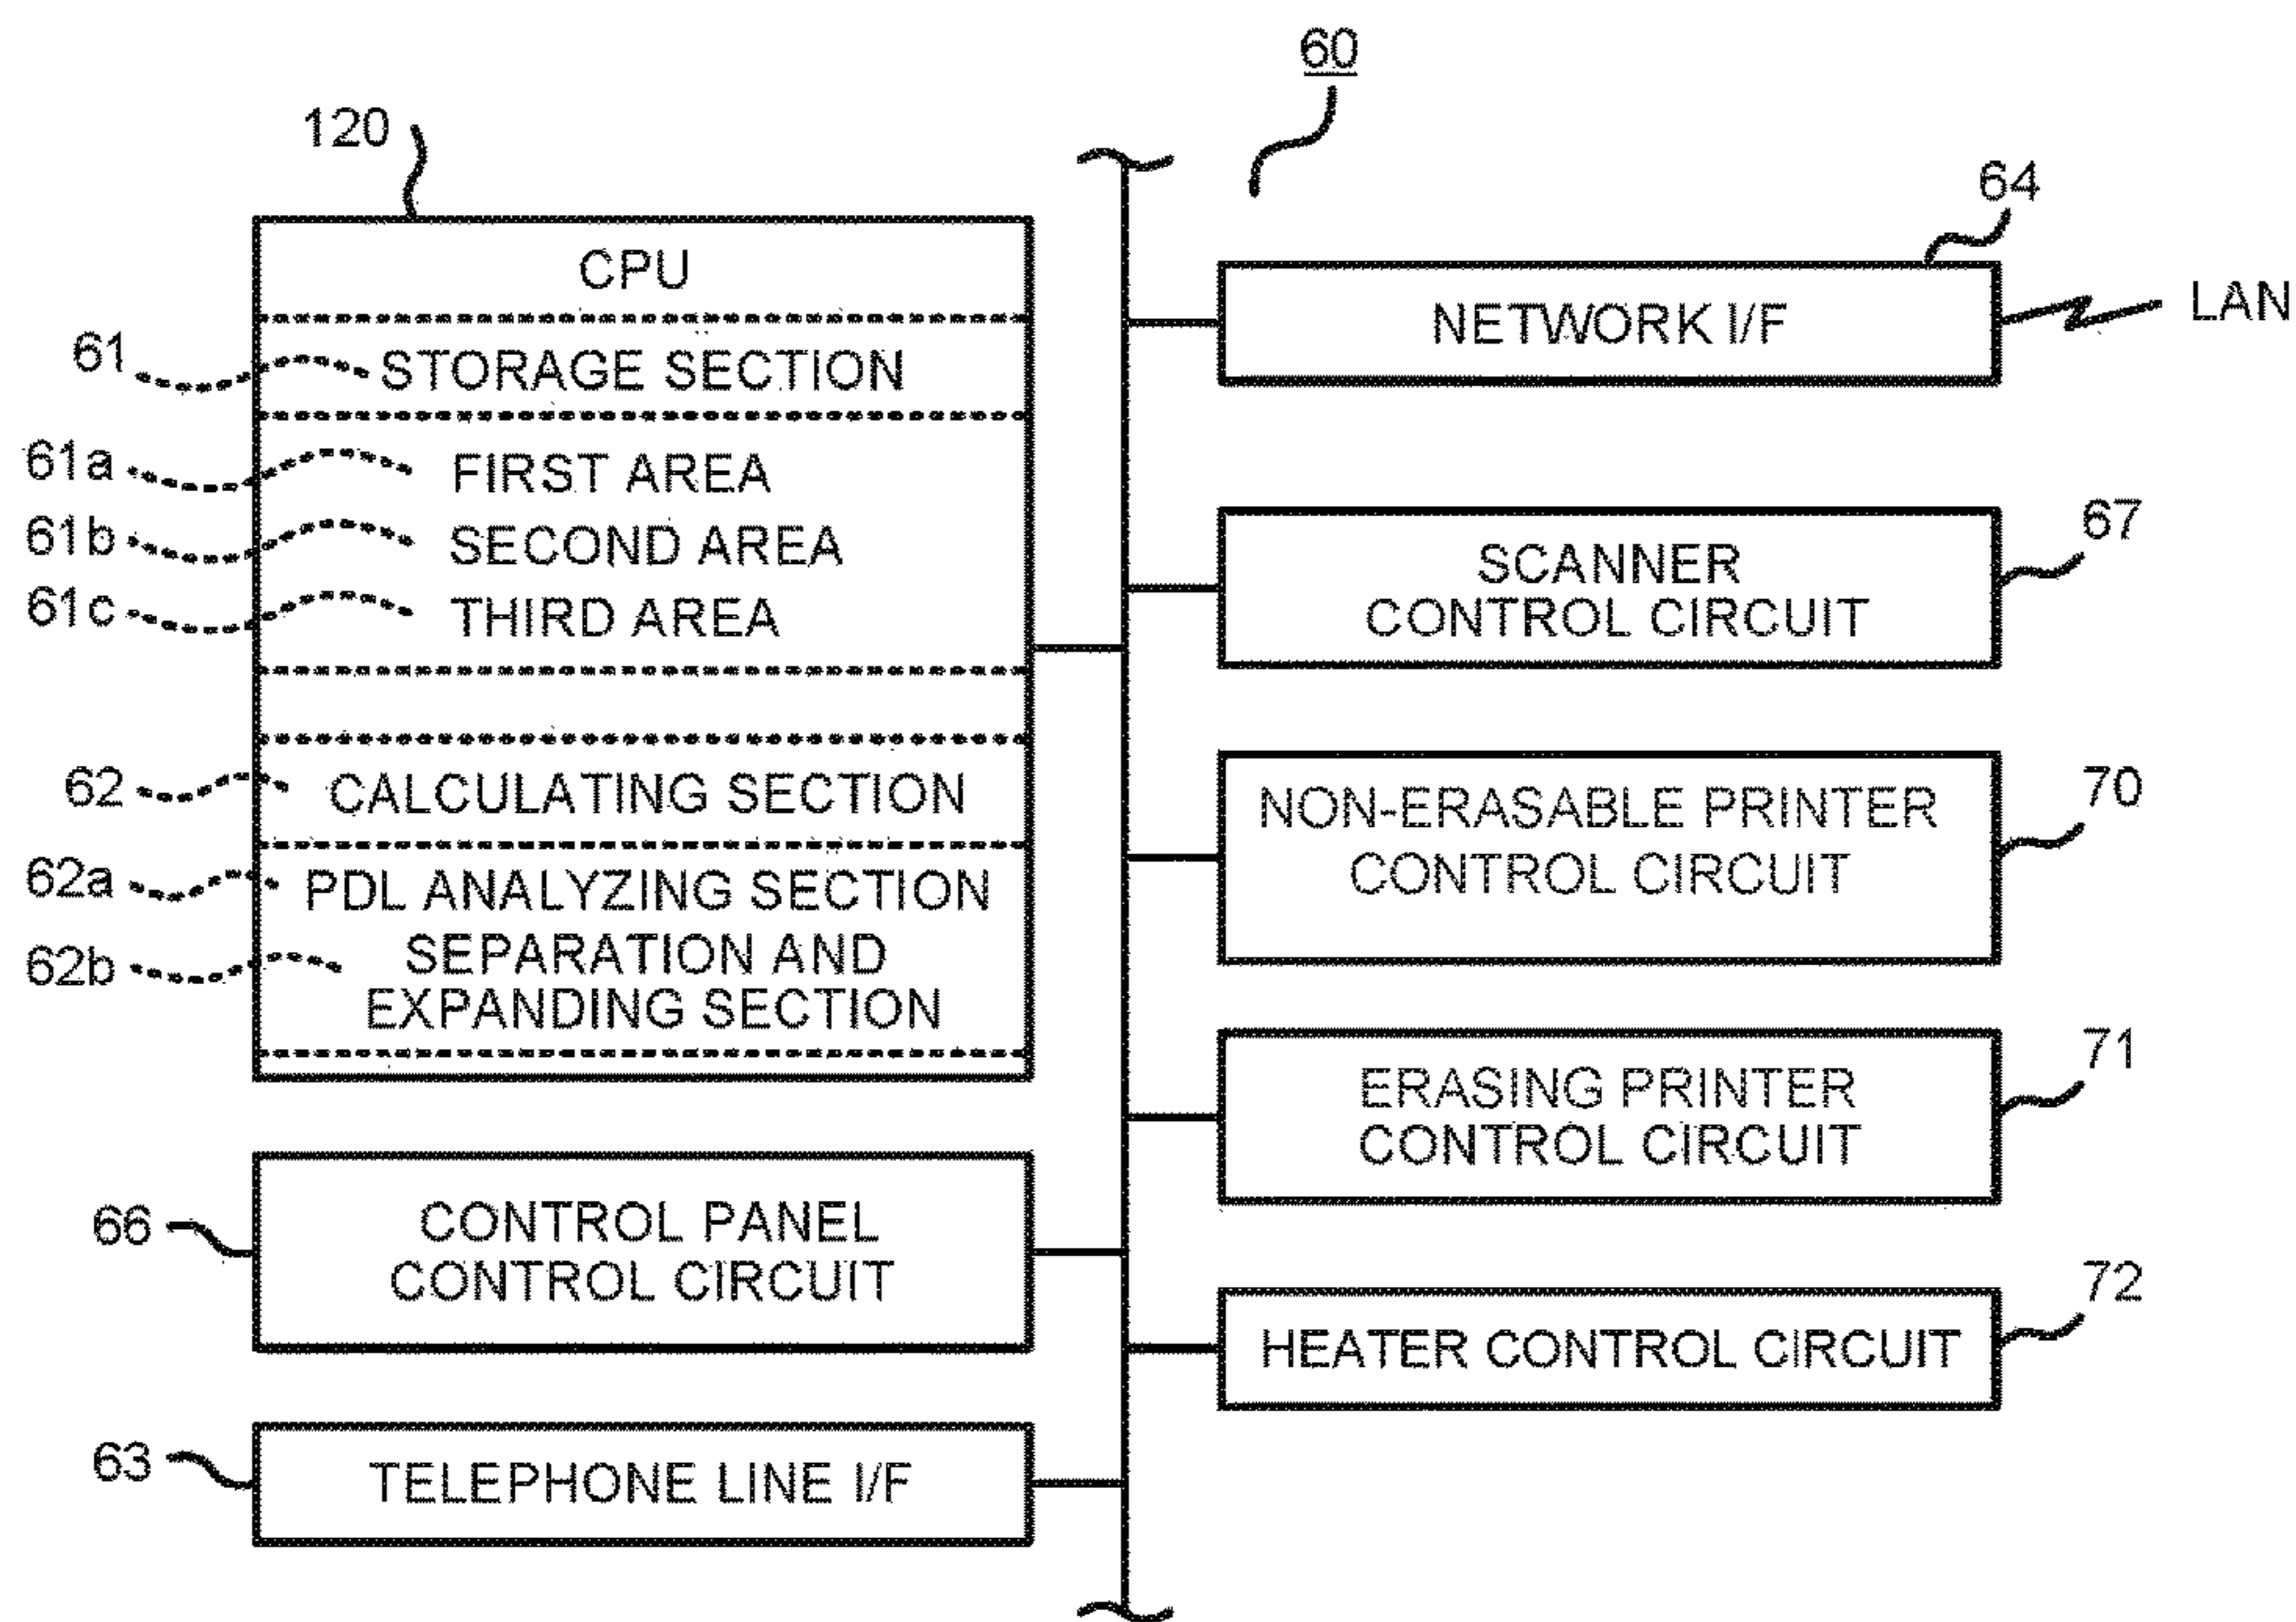 60
120
CPU
61
STORAGE SECTION
61a
FIRST AREA
61b
SECOND AREA
61c
THIRD AREA
62
CALCULATING SECTION
62a
PDL ANALYZING SECTION
62b
SEPARATION AND
EXPANDING SECTION
66
CONTROL PANEL
CONTROL CIRCUIT
63
TELEPHONE LINE I/F
64
NETWORK I/F
LAN
67
SCANNER
CONTROL CIRCUIT
70
NON-ERASABLE PRINTER
CONTROL CIRCUIT
71
ERASING PRINTER
CONTROL CIRCUIT
72
HEATER CONTROL CIRCUIT